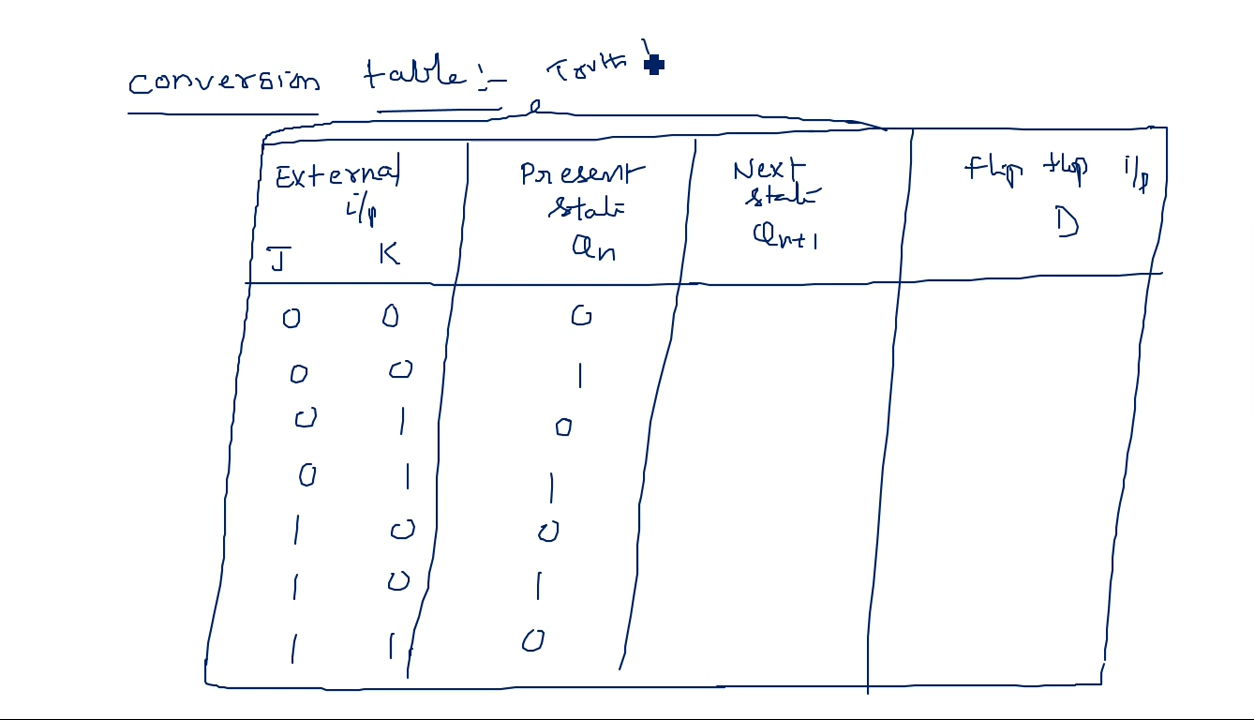 conversion table :- Truth
External Present Next flip flop i/p
i/p state state D
J K Qn Qn+1
0 0 0
0 0 1
0 1 0
0 1 1
1 0 0
1 0 1
1 1 0